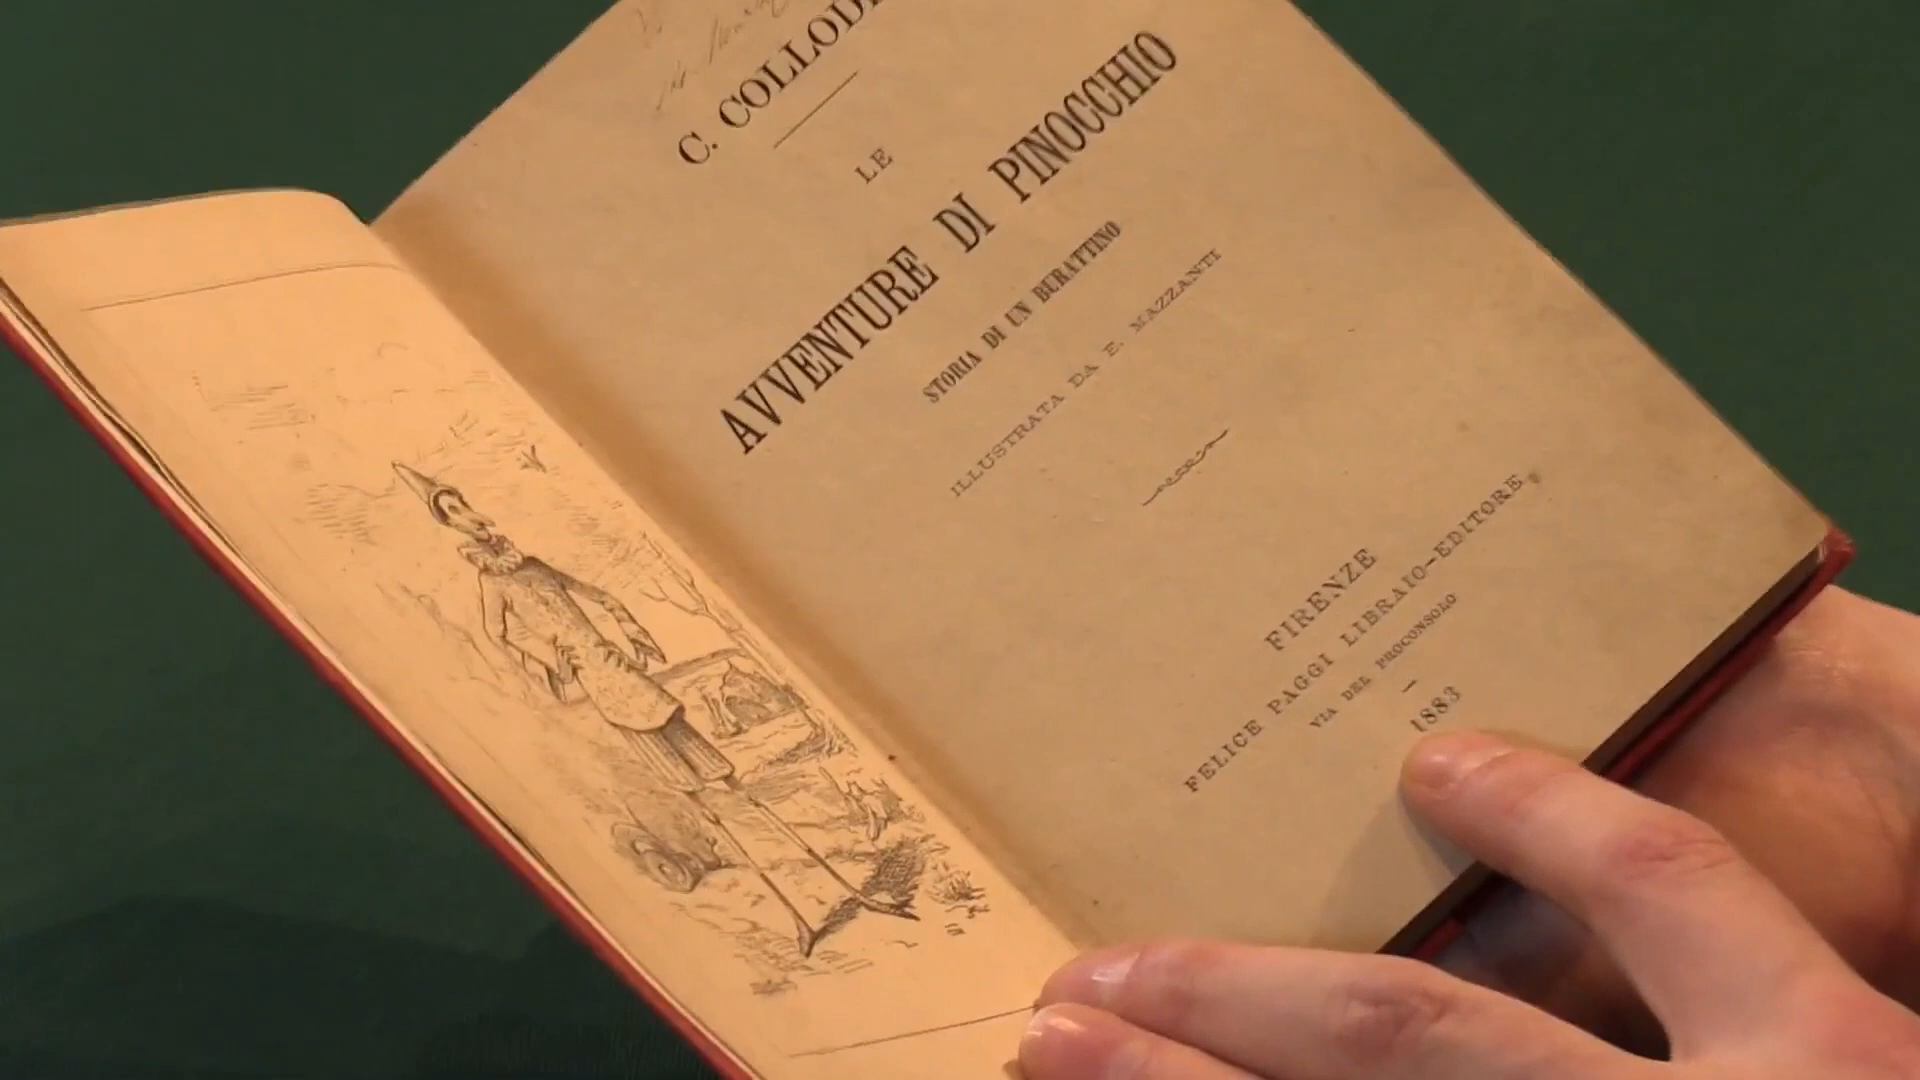 C. COLLODI
LE
AVVENTURE DI PINOCCHIO
STORIA DI UN BURATTINO
ILLUSTRATA DA E. MAZZANTI
FIRENZE
FELICE PAGGI LIBRAIO-EDITORE
VIA DEL PROCONSOLO
1883